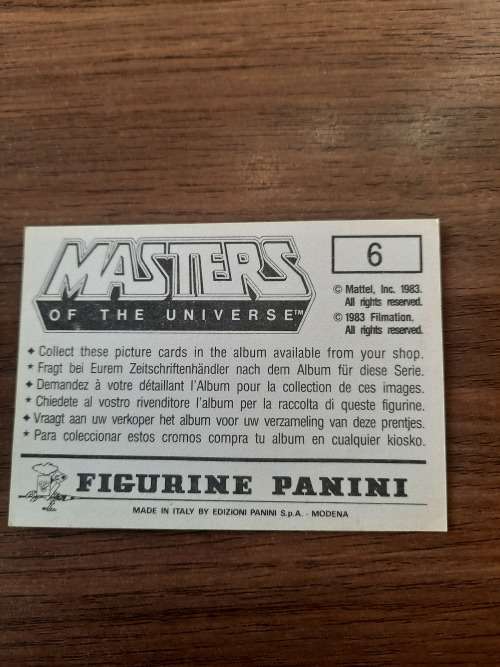 MASTERS
OF THE UNIVERSE™
6
© Mattel, Inc. 1983.
All rights reserved.
© 1983 Filmation.
All rights reserved.
✦ Collect these picture cards in the album available from your shop.
★ Fragt bei Eurem Zeitschriftenhändler nach dem Album für diese Serie.
✦ Demandez à votre détaillant l'Album pour la collection de ces images.
★ Chiedete al vostro rivenditore l'album per la raccolta di queste figurine.
✦ Vraagt aan uw verkoper het album voor uw verzameling van deze prentjes.
★ Para coleccionar estos cromos compra tu album en cualquier kiosko.
FIGURINE PANINI
MADE IN ITALY BY EDIZIONI PANINI S.p.A. - MODENA